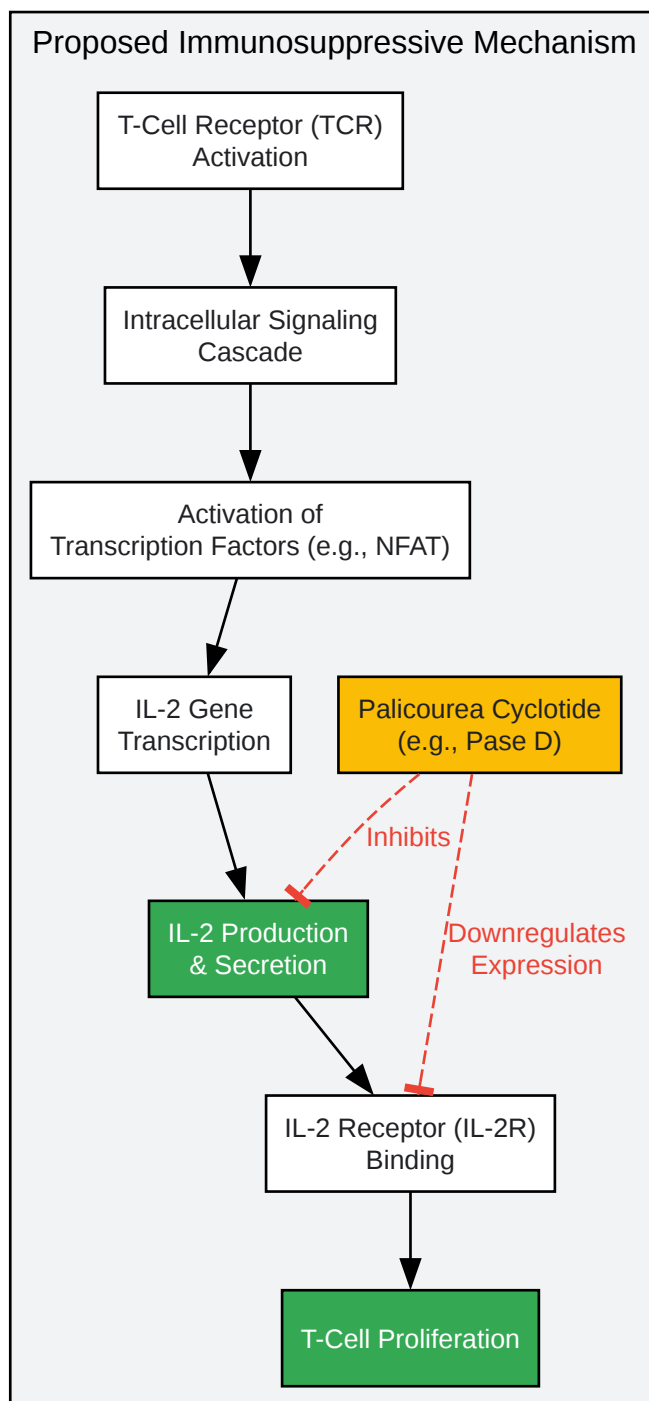 Proposed Immunosuppressive Mechanism
T-Cell Receptor (TCR)
Activation
Intracellular Signaling
Cascade
Activation of
Transcription Factors (e.g., NFAT)
IL-2 Gene
Transcription
Palicourea Cyclotide
(e.g., Pase D)
Inhibits
IL-2 Production
& Secretion
Downregulates
Expression
IL-2 Receptor (IL-2R)
Binding
T-Cell Proliferation